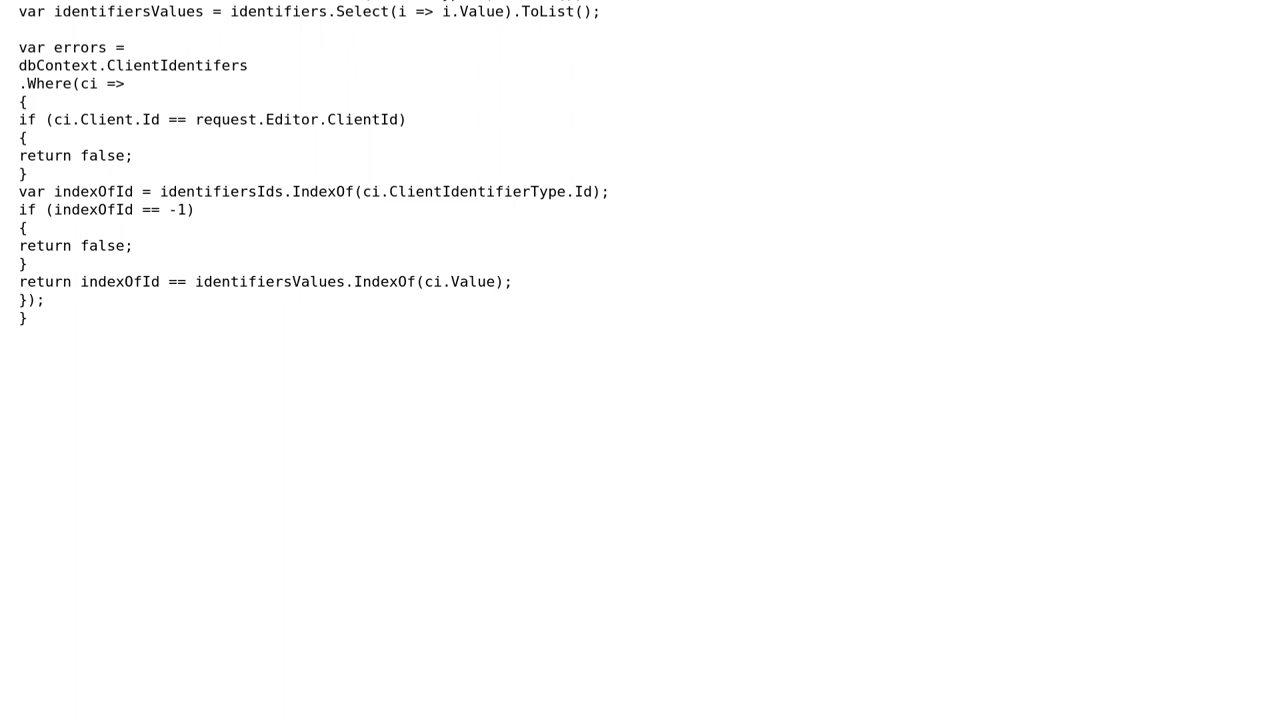 var identifiersValues = identifiers.Select(i => i.Value).ToList();
var errors =
dbContext.ClientIdentifers
.Where(ci =>
{
if (ci.Client.Id == request.Editor.ClientId)
{
return false;
}
var indexOfId = identifiersIds.IndexOf(ci.ClientIdentifierType.Id);
if (indexOfId == -1)
{
return false;
}
return indexOfId == identifiersValues.IndexOf(ci.Value);
});
}